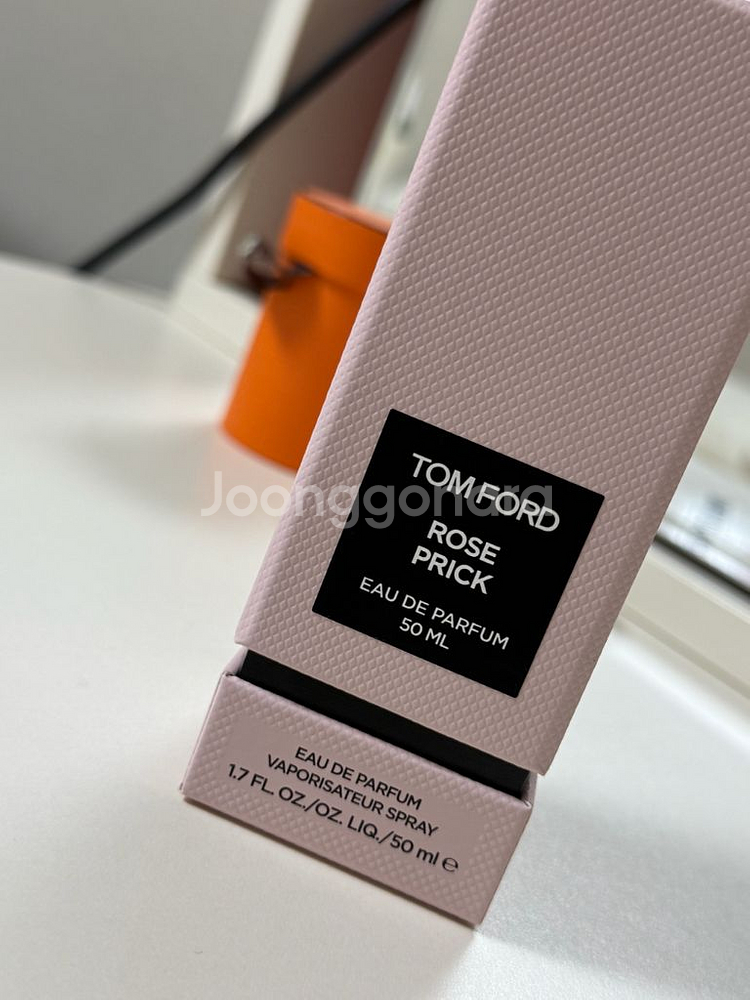 Joonggonara
TOM FORD
ROSE
PRICK
EAU DE PARFUM
50 ML
EAU DE PARFUM
VAPORISATEUR SPRAY
1.7 FL. OZ./OZ. LIQ./50 ml ℮